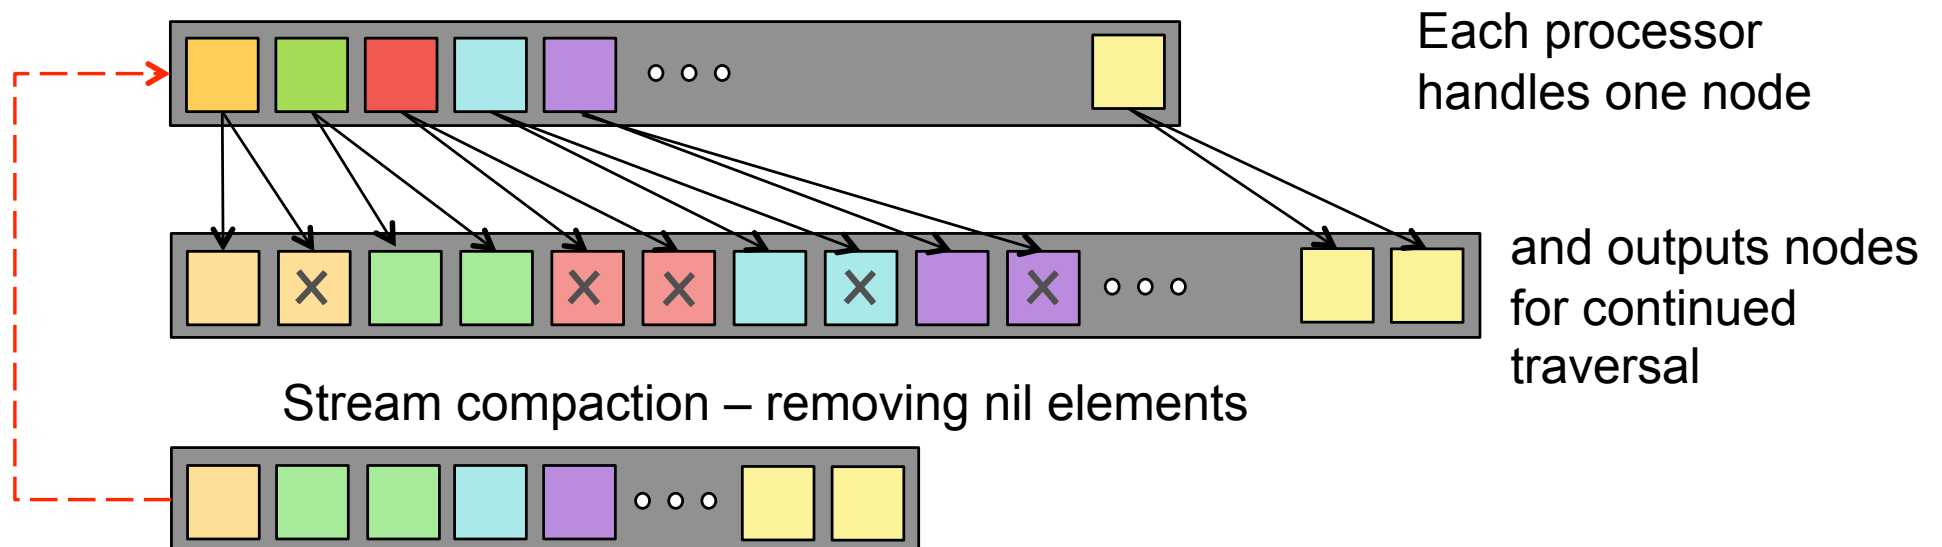 Each processor
handles one node
and outputs nodes
for continued
traversal
Stream compaction – removing nil elements